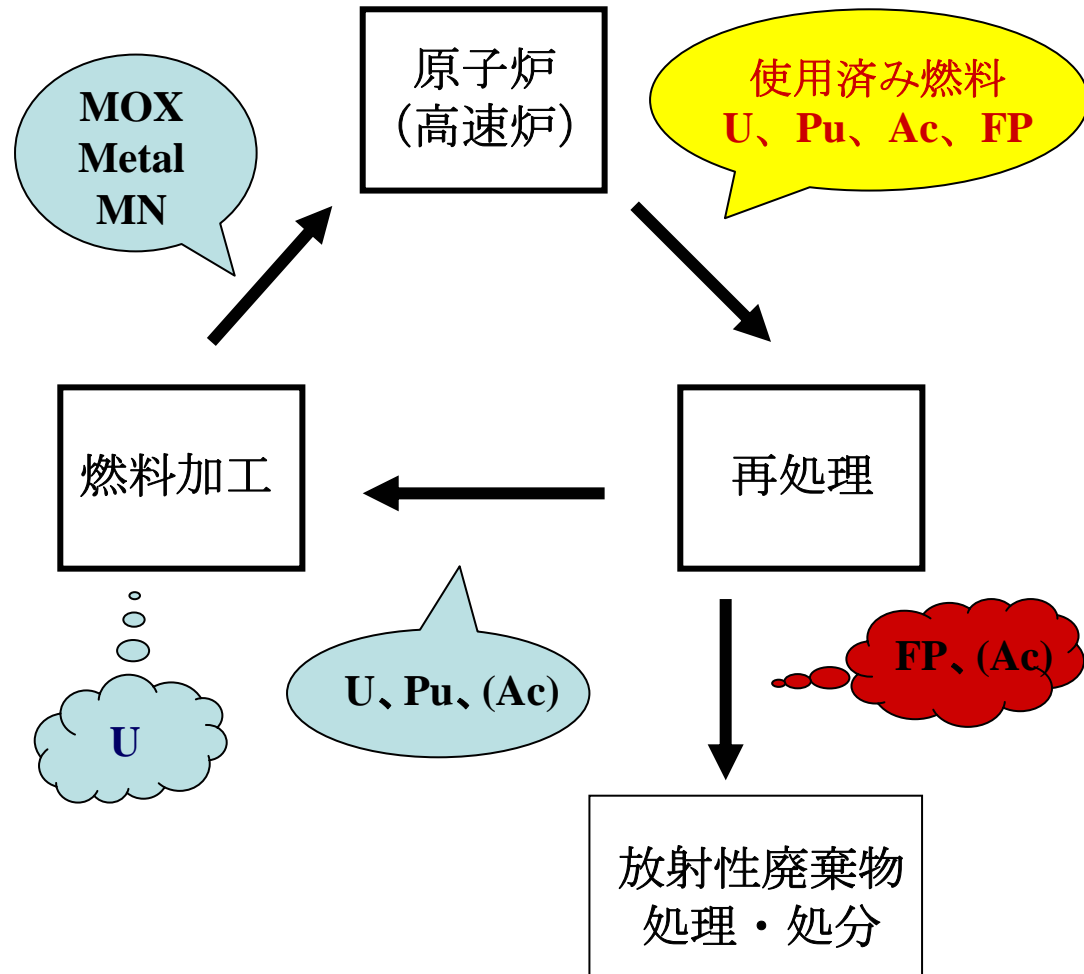 原子炉
（高速炉）
MOX
Metal
MN
使用済み燃料
U、Pu、Ac、FP
燃料加工
再処理
U、Pu、(Ac)
FP、(Ac)
U
放射性廃棄物
処理・処分